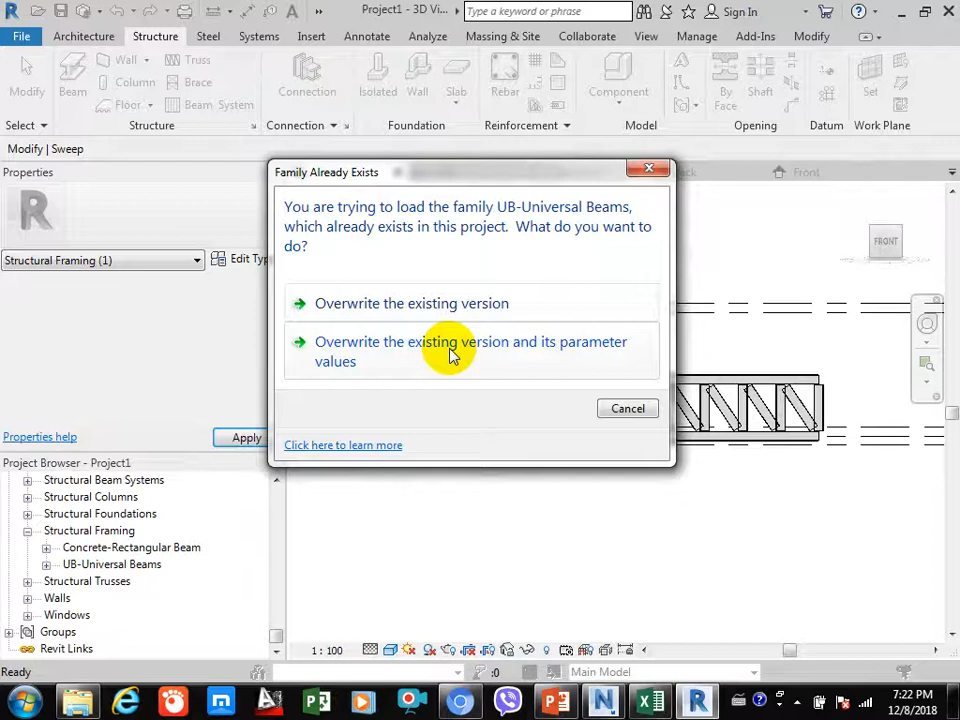 Project1 - 3D Vi...
Type a keyword or phrase
Sign In
File
Architecture
Structure
Steel
Systems
Insert
Annotate
Analyze
Massing & Site
Collaborate
View
Manage
Add-Ins
Modify
Modify
Beam
Wall
Column
Floor
Truss
Brace
Beam System
Connection
Isolated
Wall
Slab
Rebar
Component
By
Face
Shaft
Set
Select
Structure
Connection
Foundation
Reinforcement
Model
Opening
Datum
Work Plane
Modify | Sweep
Properties
Structural Framing (1)
Edit Typ
Properties help
Apply
Front
FRONT
Family Already Exists
You are trying to load the family UB-Universal Beams,
which already exists in this project. What do you want to
do?
Overwrite the existing version
Overwrite the existing version and its parameter
values
Cancel
Click here to learn more
Project Browser - Project1
Structural Beam Systems
Structural Columns
Structural Foundations
Structural Framing
Concrete-Rectangular Beam
UB-Universal Beams
Structural Trusses
Walls
Windows
Groups
Revit Links
1 : 100
Ready
:0
Main Model
7:22 PM
12/8/2018